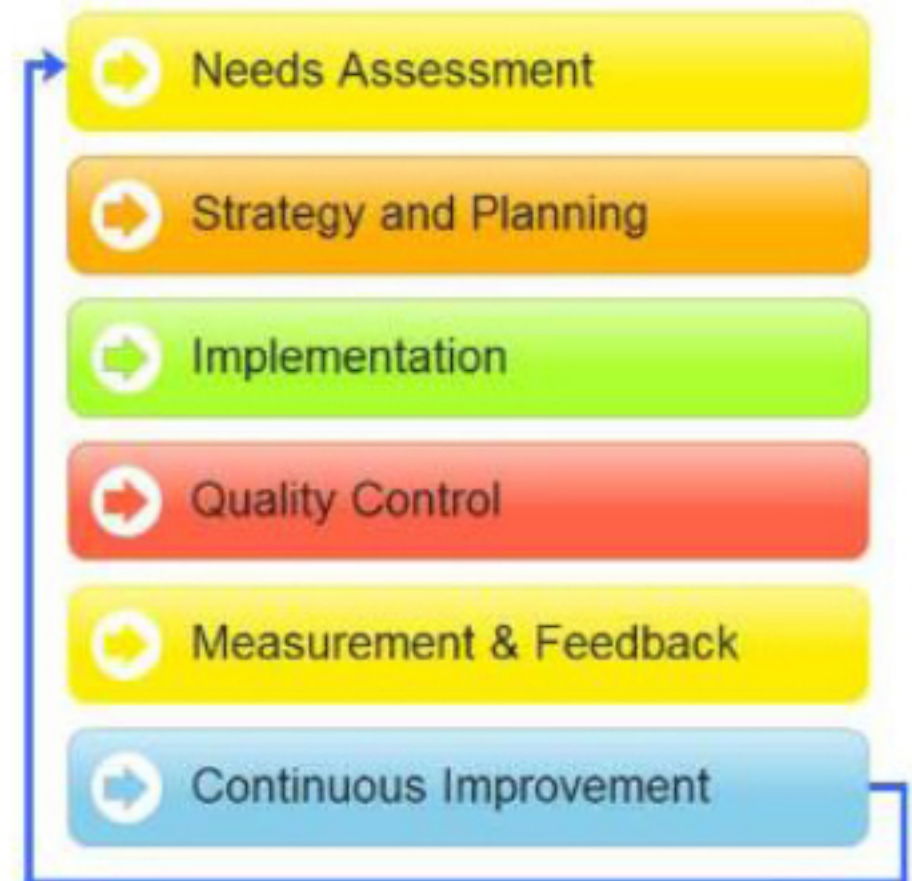 Needs Assessment
Strategy and Planning
Implementation
Quality Control
Measurement & Feedback
Continuous Improvement